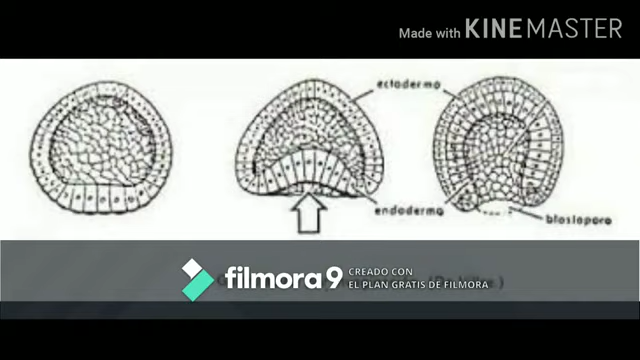 Made with KINEMASTER
ectodermo
endodermo
blastoporo
filmora9 CREADO CON
EL PLAN GRATIS DE FILMORA